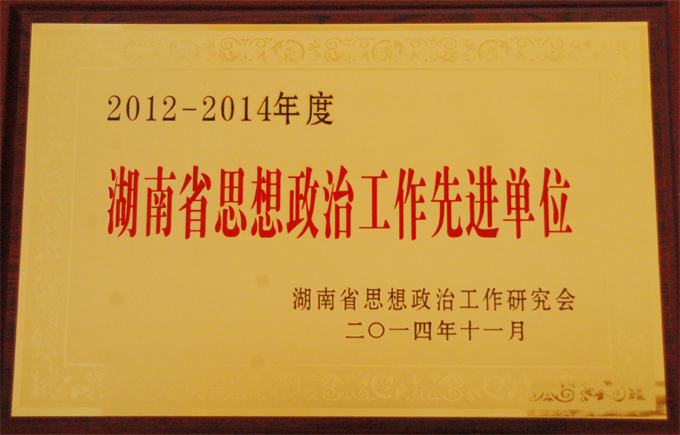 2012-2014年度
湖南省思想政治工作先进单位
湖南省思想政治工作研究会
二〇一四年十一月